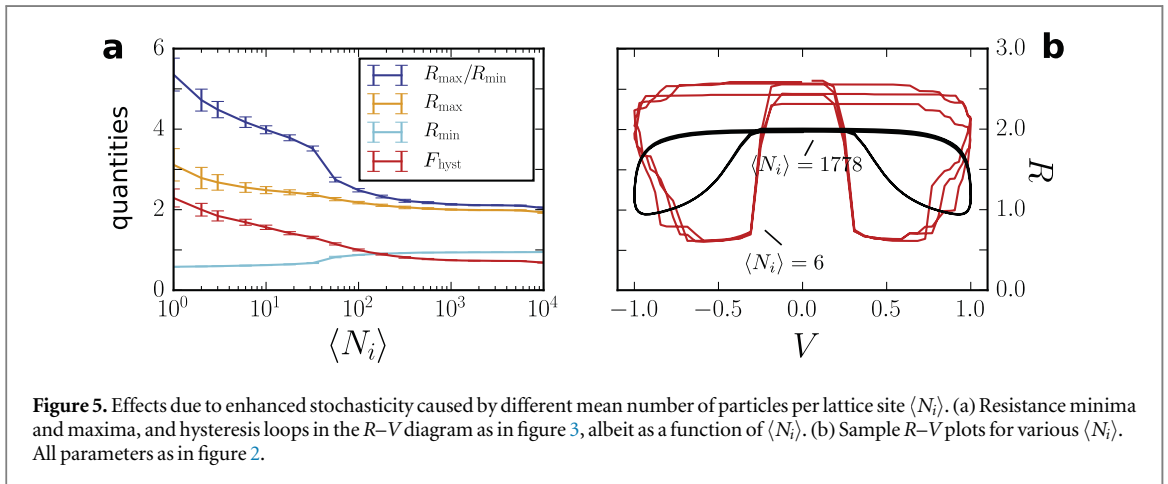 a
6
4
2
0
quantities
R_max/R_min
R_max
R_min
F_hyst
10^0 10^1 10^2 10^3 10^4
⟨N_i⟩
b
3.0
2.0
1.0
0.0
R
⟨N_i⟩ = 1778
⟨N_i⟩ = 6
−1.0 −0.5 0.0 0.5 1.0
V
Figure 5. Effects due to enhanced stochasticity caused by different mean number of particles per lattice site ⟨N_i⟩. (a) Resistance minima
and maxima, and hysteresis loops in the R–V diagram as in figure 3, albeit as a function of ⟨N_i⟩. (b) Sample R–V plots for various ⟨N_i⟩.
All parameters as in figure 2.